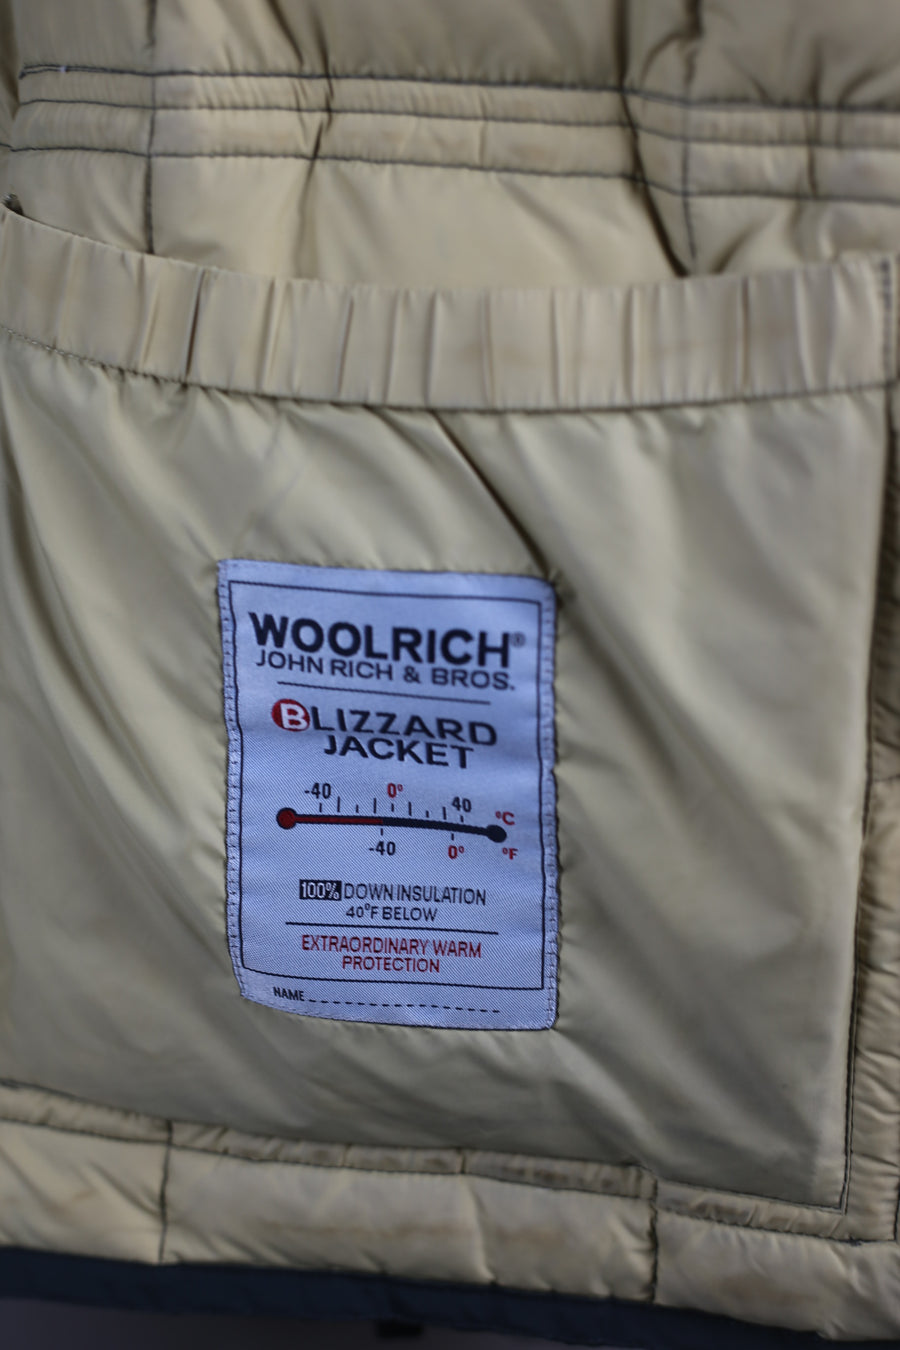 WOOLRICH®
JOHN RICH & BROS.
BLIZZARD
JACKET
-40 0° 40 °C
-40 0° °F
100% DOWN INSULATION
40°F BELOW
EXTRAORDINARY WARM
PROTECTION
NAME